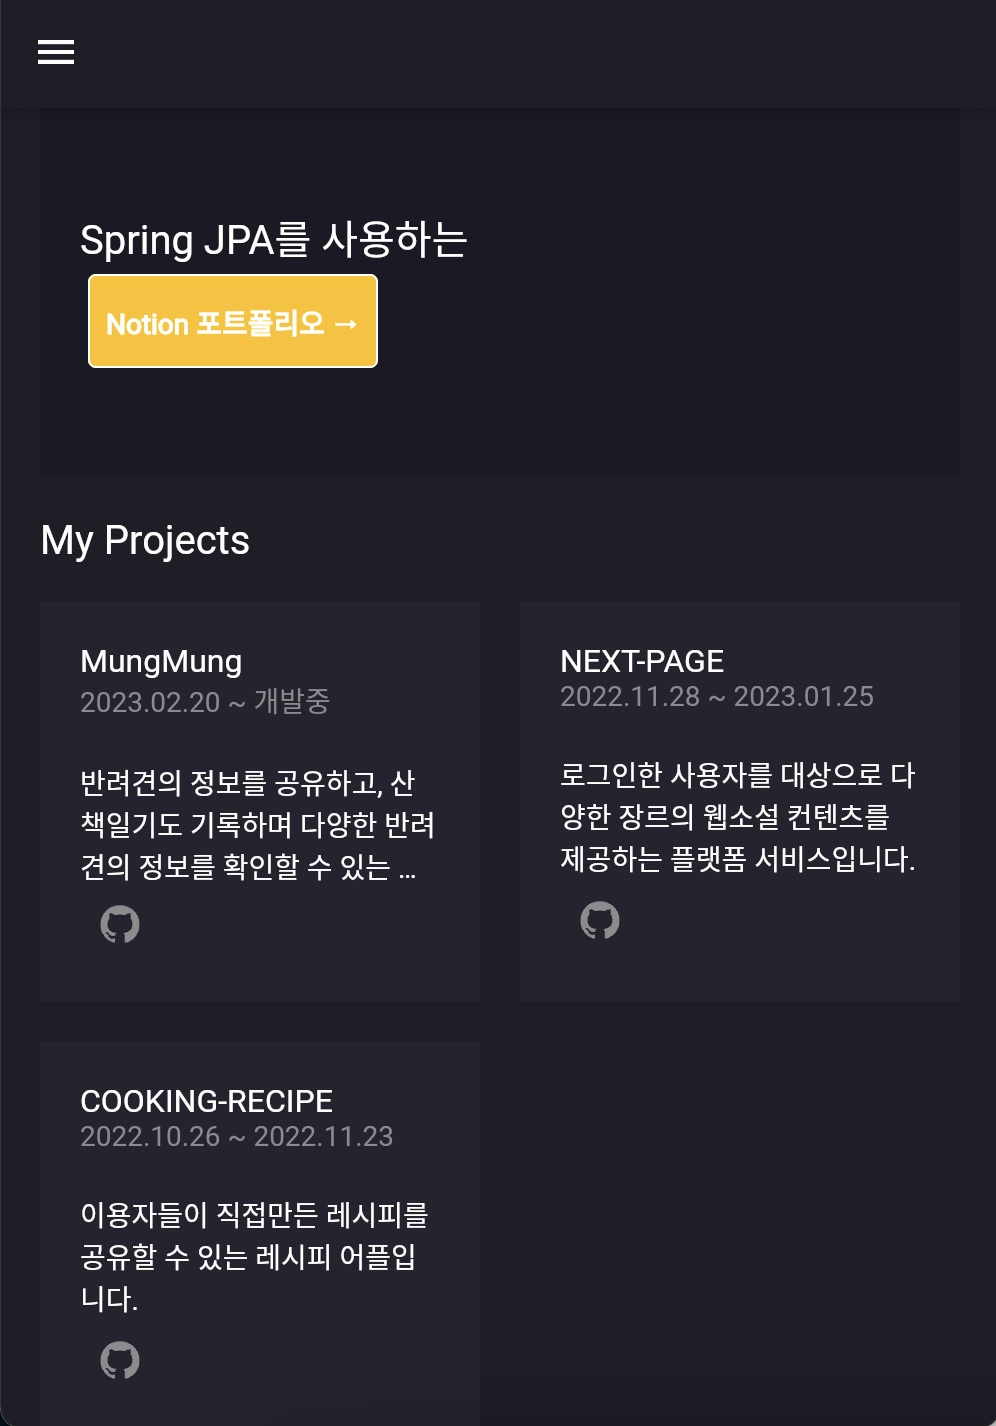 Spring JPA를 사용하는
Notion 포트폴리오 →
My Projects
MungMung
2023.02.20 ~ 개발중
반려견의 정보를 공유하고, 산
책일기도 기록하며 다양한 반려
견의 정보를 확인할 수 있는 ...
NEXT-PAGE
2022.11.28 ~ 2023.01.25
로그인한 사용자를 대상으로 다
양한 장르의 웹소설 컨텐츠를
제공하는 플랫폼 서비스입니다.
COOKING-RECIPE
2022.10.26 ~ 2022.11.23
이용자들이 직접만든 레시피를
공유할 수 있는 레시피 어플입
니다.